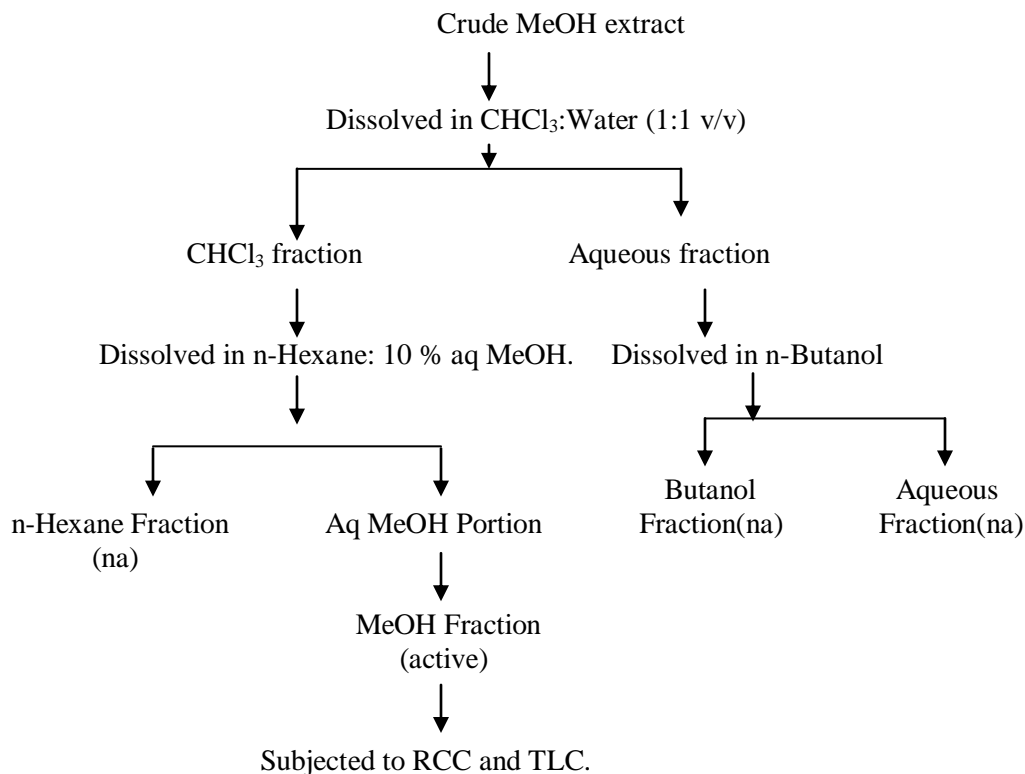 Crude MeOH extract
Dissolved in CHCl₃:Water (1:1 v/v)
CHCl₃ fraction
Aqueous fraction
Dissolved in n-Hexane: 10 % aq MeOH.
Dissolved in n-Butanol
n-Hexane Fraction
(na)
Aq MeOH Portion
Butanol
Fraction(na)
Aqueous
Fraction(na)
MeOH Fraction
(active)
Subjected to RCC and TLC.